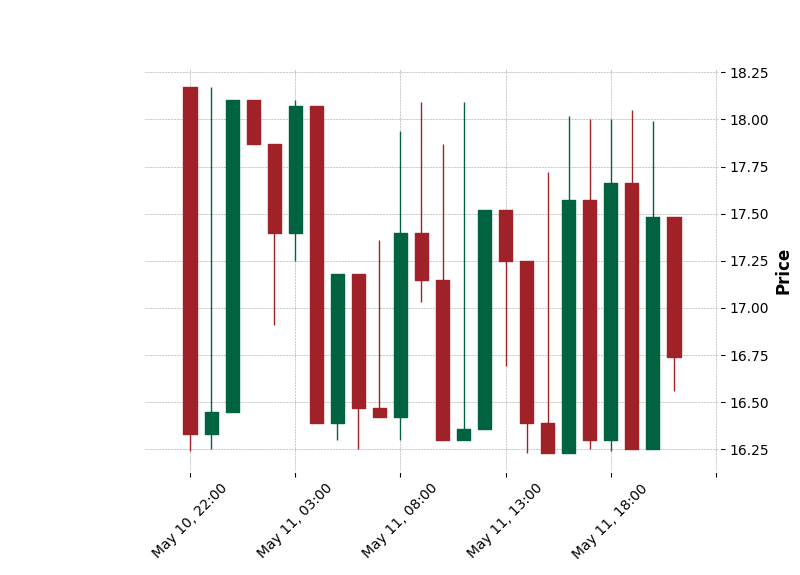 18.25
18.00
17.75
17.50
17.25
17.00
16.75
16.50
16.25
Price
May 10, 22:00
May 11, 03:00
May 11, 08:00
May 11, 13:00
May 11, 18:00